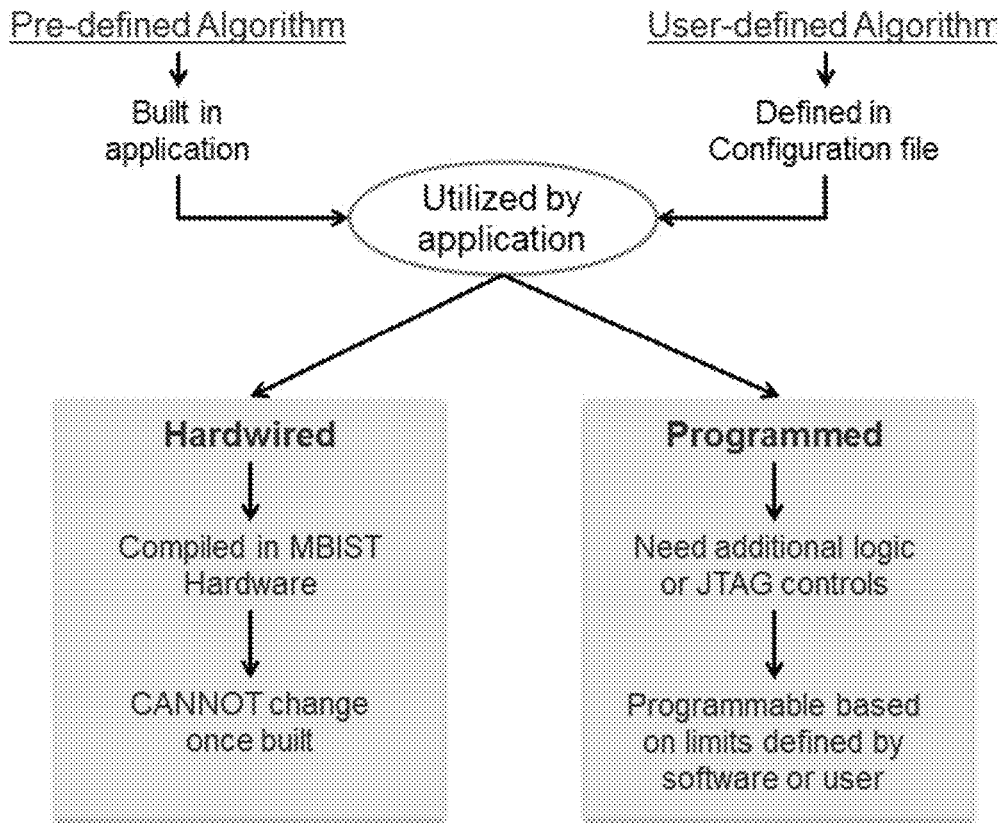 Pre-defined Algorithm
User-defined Algorithm
Built in
application
Defined in
Configuration file
Utilized by
application
Hardwired
Compiled in MBIST
Hardware
CANNOT change
once built
Programmed
Need additional logic
or JTAG controls
Programmable based
on limits defined by
software or user